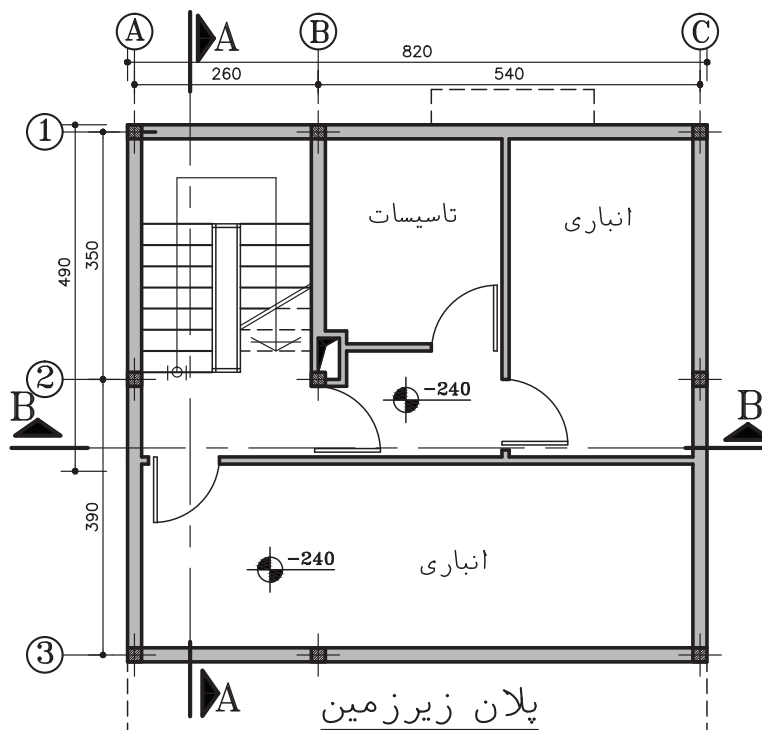 A B C
A
820
260 540
1
تاسیسات
انباری
490
350
2
-240
B B
390
-240
انباری
3
A
پلان زیرزمین